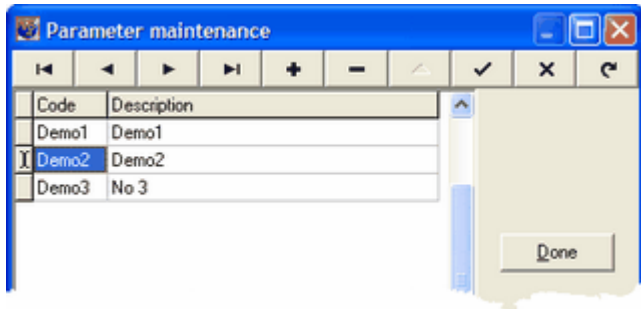 Parameter maintenance
Code Description
Demo1 Demo1
Demo2 Demo2
Demo3 No 3
Done